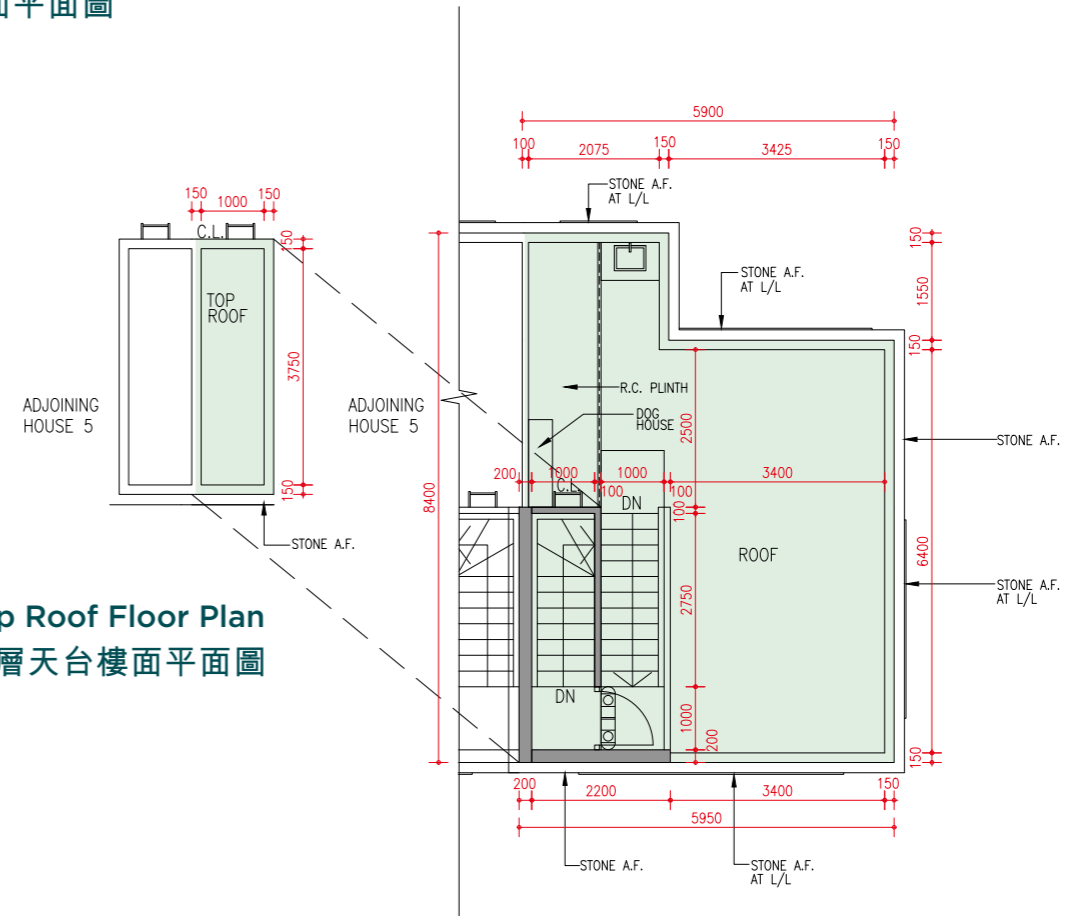 面平面圖
5900
100 2075 150 3425 150
STONE A.F.
AT L/L
150 1000 150
C.L.
150
TOP
ROOF
3750
150
ADJOINING
HOUSE 5
STONE A.F.
ADJOINING
HOUSE 5
8400
STONE A.F.
AT L/L
150
1550
150
R.C. PLINTH
DOG
HOUSE
2500
STONE A.F.
200 1000 1000 3400
C.L.
100 100
DN
100
ROOF
2750
6400
STONE A.F.
AT L/L
p Roof Floor Plan
層天台樓面平面圖
DN
1000
200
150
200 2200 3400 150
5950
STONE A.F.
STONE A.F.
AT L/L